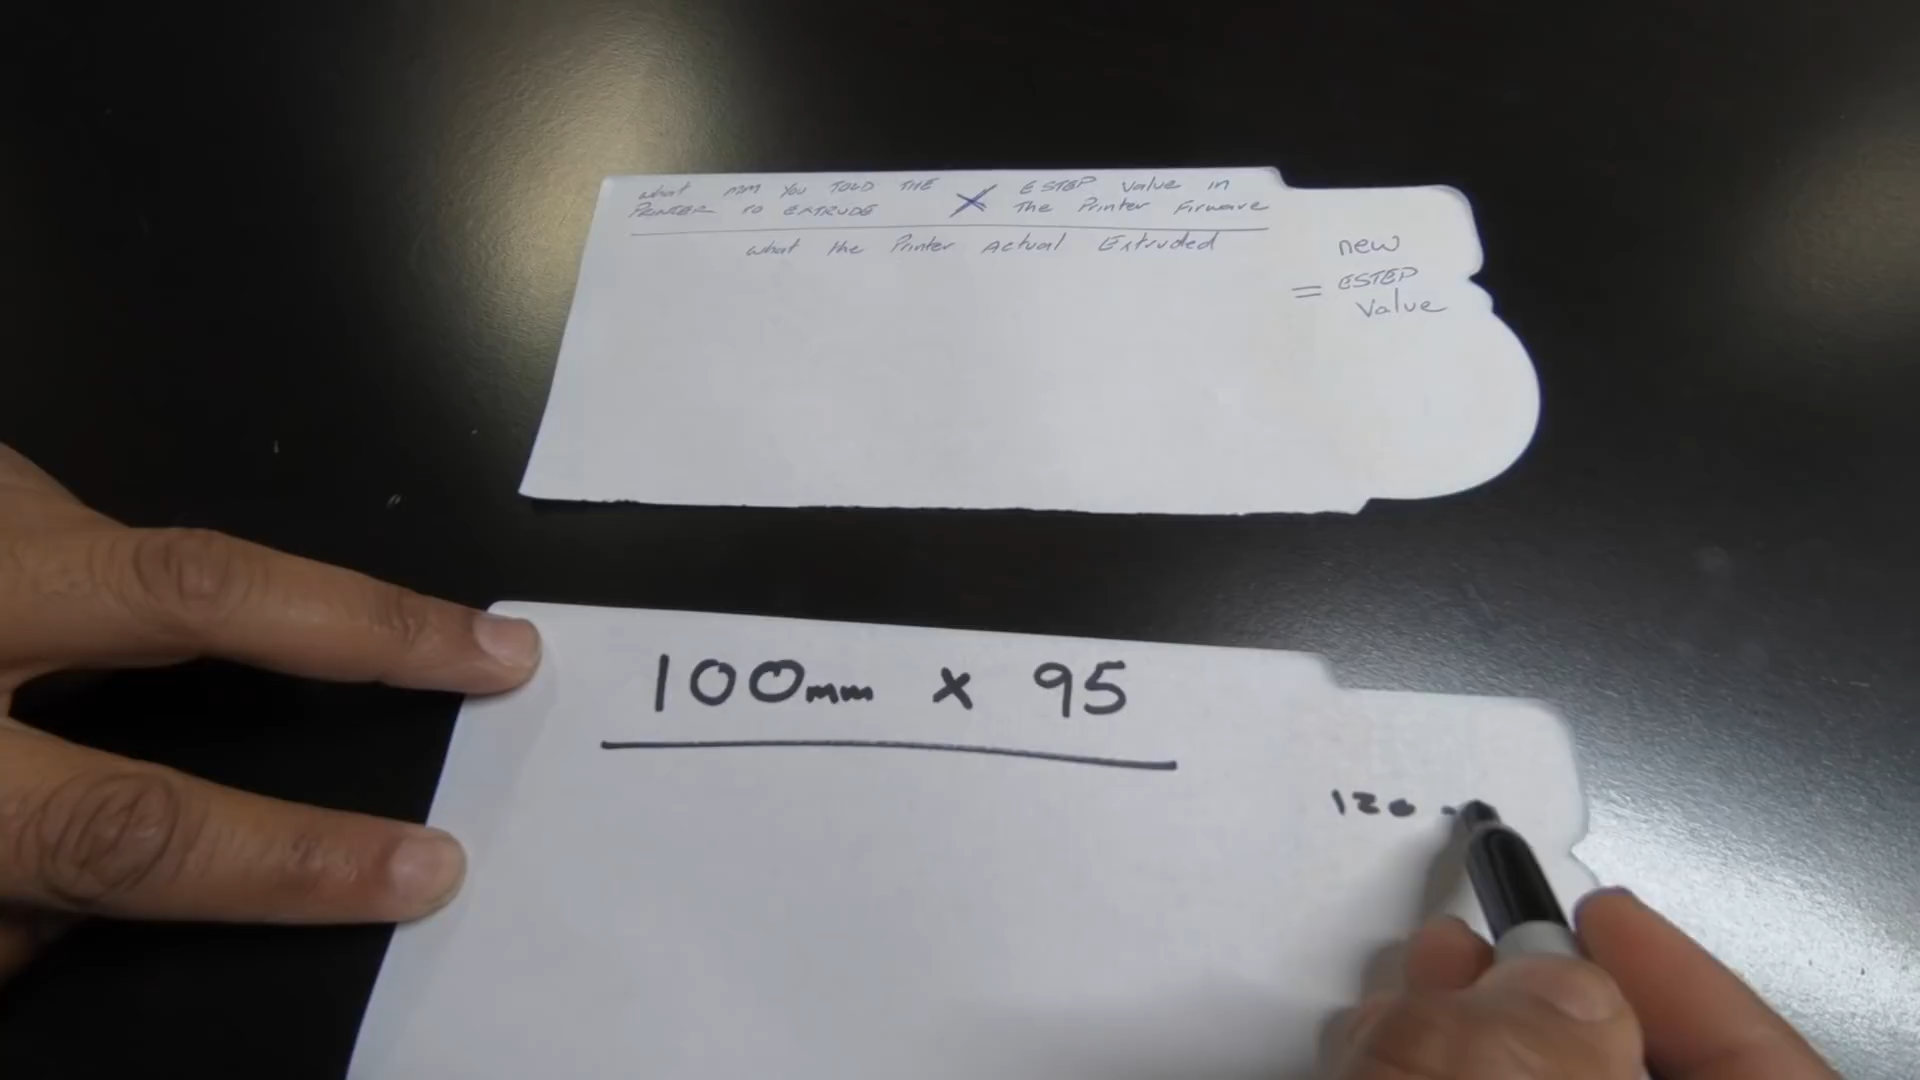 what mm you TOLD THE X ESTEP Value in
PRINTER TO EXTRUDE The Printer Firwave
what the Printer Actual Extruded
new
= ESTEP
Value
100mm x 95
120 -